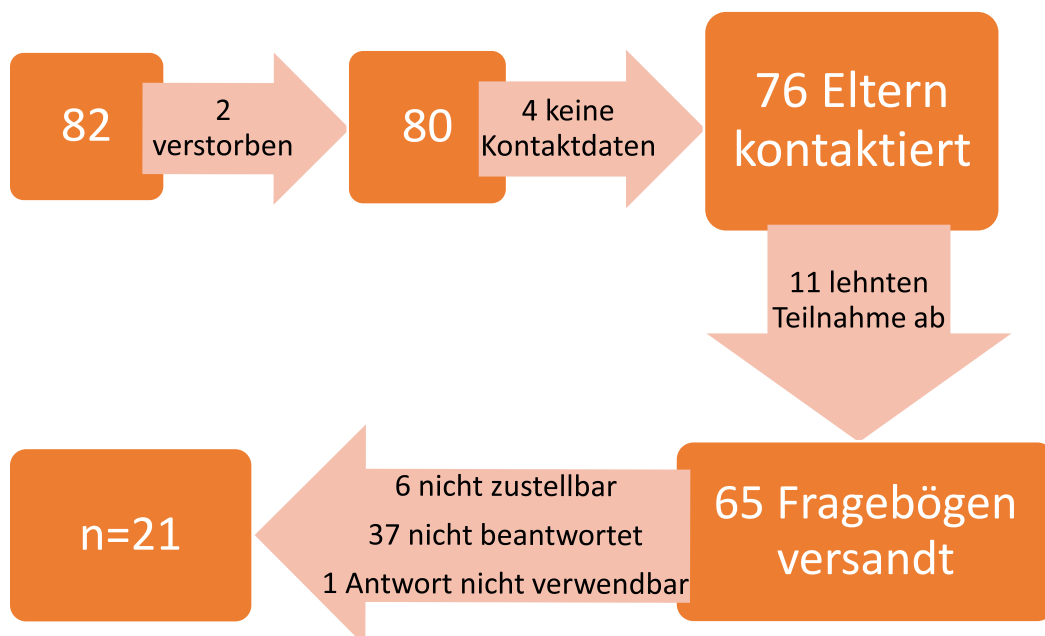 82
2
verstorben
80
4 keine
Kontaktdaten
76 Eltern
kontaktiert
11 lehnten
Teilnahme ab
65 Fragebögen
versandt
6 nicht zustellbar
37 nicht beantwortet
1 Antwort nicht verwendbar
n=21